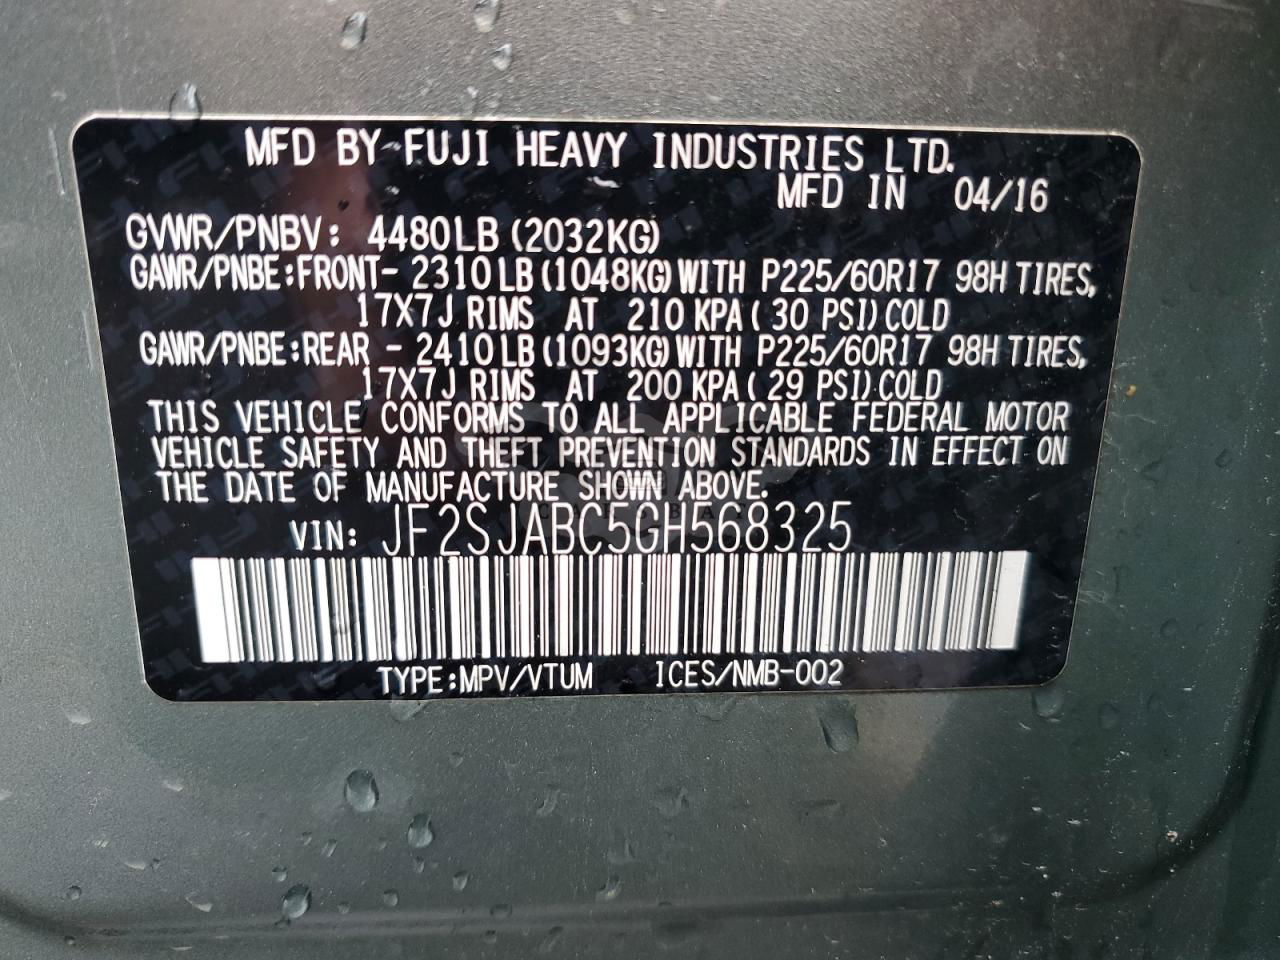 MFD BY FUJI HEAVY INDUSTRIES LTD.
MFD IN 04/16
GVWR/PNBV: 4480LB (2032KG)
GAWR/PNBE:FRONT- 2310LB (1048KG) WITH P225/60R17 98H TIRES,
17X7J RIMS AT 210 KPA ( 30 PSI) COLD
GAWR/PNBE:REAR - 2410LB (1093KG) WITH P225/60R17 98H TIRES,
17X7J RIMS AT 200 KPA ( 29 PSI) COLD
THIS VEHICLE CONFORMS TO ALL APPLICABLE FEDERAL MOTOR
VEHICLE SAFETY AND THEFT PREVENTION STANDARDS IN EFFECT ON
THE DATE OF MANUFACTURE SHOWN ABOVE.
VIN: JF2SJABC5GH568325
TYPE:MPV/VTUM ICES/NMB-002